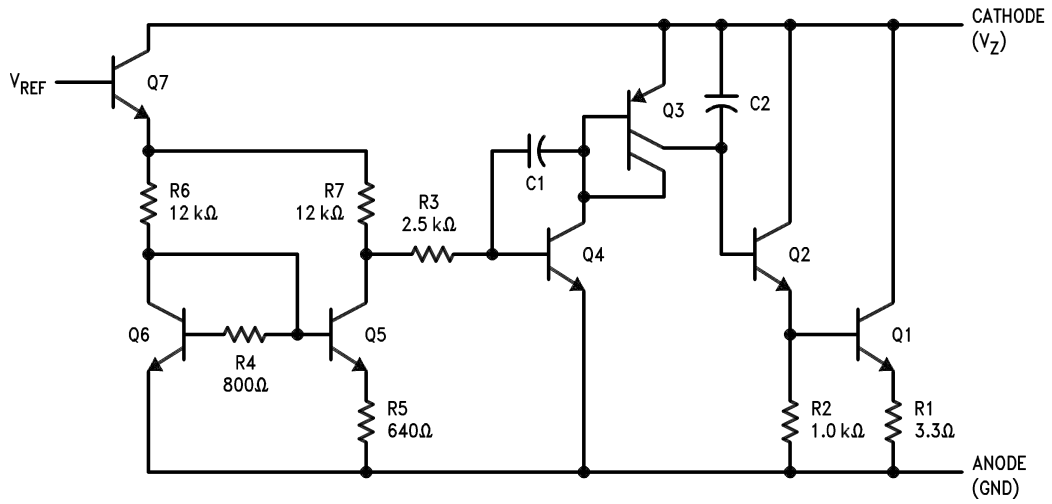 CATHODE
(VZ)
VREF
Q7
Q3
C2
C1
R6
12 kΩ
R7
12 kΩ
R3
2.5 kΩ
Q4
Q2
Q6
R4
800Ω
Q5
Q1
R5
640Ω
R2
1.0 kΩ
R1
3.3Ω
ANODE
(GND)